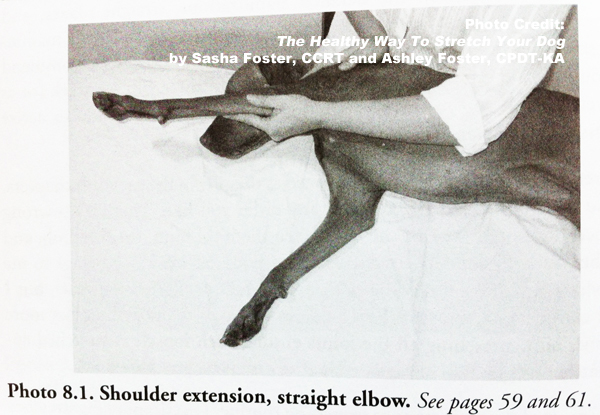 Photo Credit:
The Healthy Way To Stretch Your Dog
by Sasha Foster, CCRT and Ashley Foster, CPDT-KA
Photo 8.1. Shoulder extension, straight elbow. See pages 59 and 61.